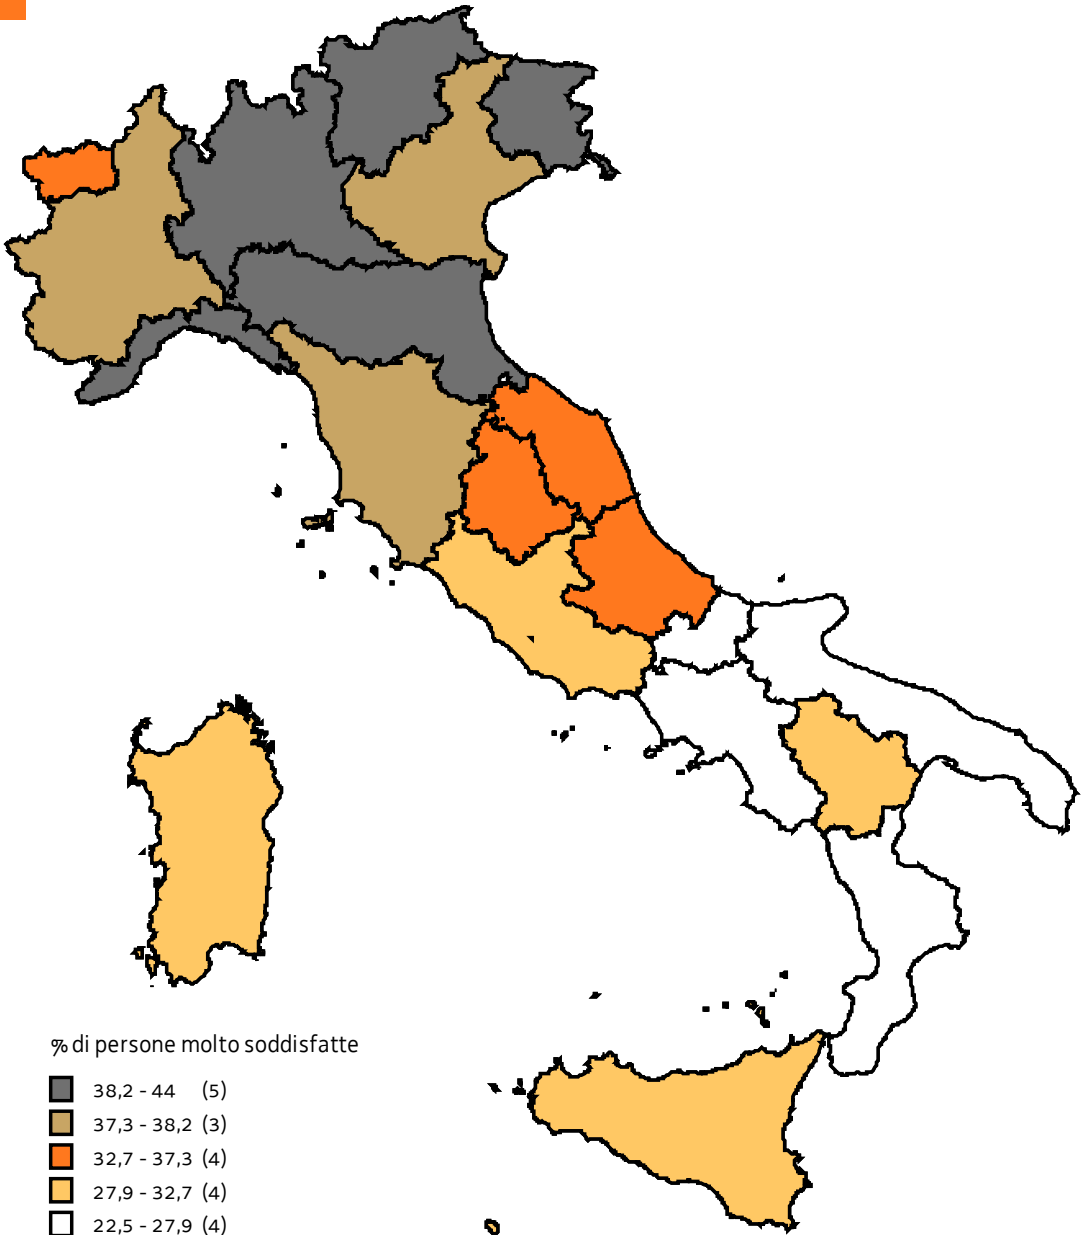 % di persone molto soddisfatte
38,2 - 44 (5)
37,3 - 38,2 (3)
32,7 - 37,3 (4)
27,9 - 32,7 (4)
22,5 - 27,9 (4)